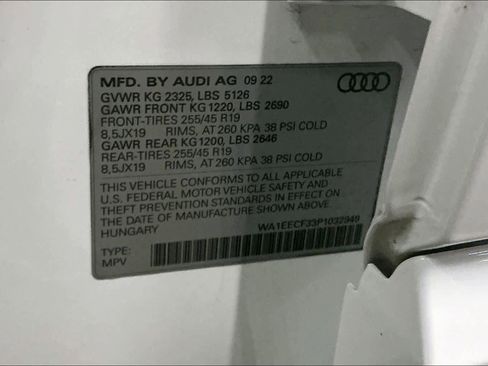 MFD. BY AUDI AG 09 22
GVWR KG 2325, LBS 5126
GAWR FRONT KG 1220, LBS 2690
FRONT-TIRES 255/45 R19
8,5JX19 RIMS, AT 260 KPA 38 PSI COLD
GAWR REAR KG 1200, LBS 2646
REAR-TIRES 255/45 R19
8,5JX19 RIMS, AT 260 KPA 38 PSI COLD
THIS VEHICLE CONFORMS TO ALL APPLICABLE
U.S. FEDERAL MOTOR VEHICLE SAFETY AND
THEFT PREVENTION STANDARDS IN EFFECT ON
THE DATE OF MANUFACTURE SHOWN ABOVE
HUNGARY
WA1EECF33P1032949
TYPE:
MPV